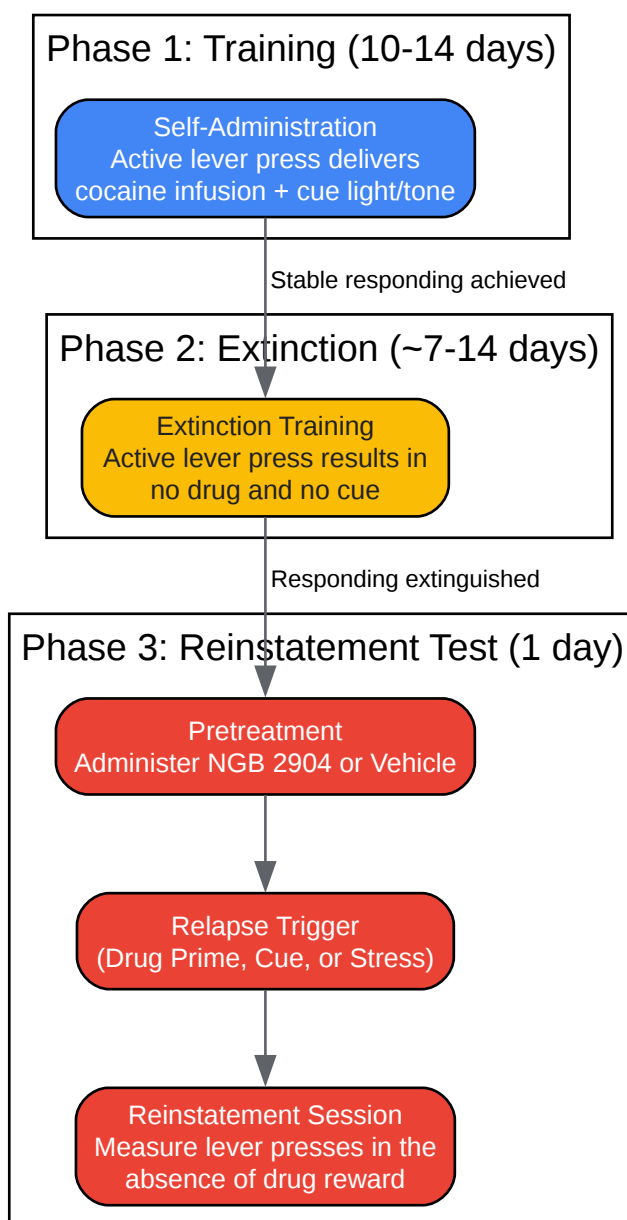 Phase 1: Training (10-14 days)
Self-Administration
Active lever press delivers
cocaine infusion + cue light/tone
Stable responding achieved
Phase 2: Extinction (~7-14 days)
Extinction Training
Active lever press results in
no drug and no cue
Responding extinguished
Phase 3: Reinstatement Test (1 day)
Pretreatment
Administer NGB 2904 or Vehicle
Relapse Trigger
(Drug Prime, Cue, or Stress)
Reinstatement Session
Measure lever presses in the
absence of drug reward